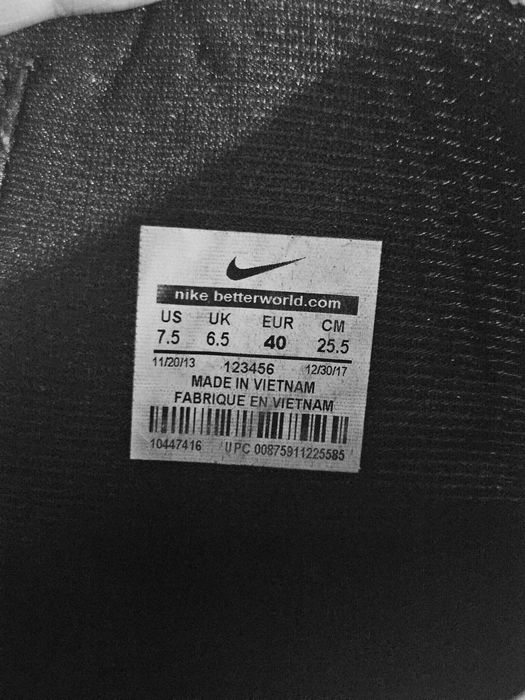 nike betterworld.com
US UK EUR CM
7.5 6.5 40 25.5
11/20/13 123456 12/30/17
MADE IN VIETNAM
FABRIQUE EN VIETNAM
10447416 UPC 00875911225585